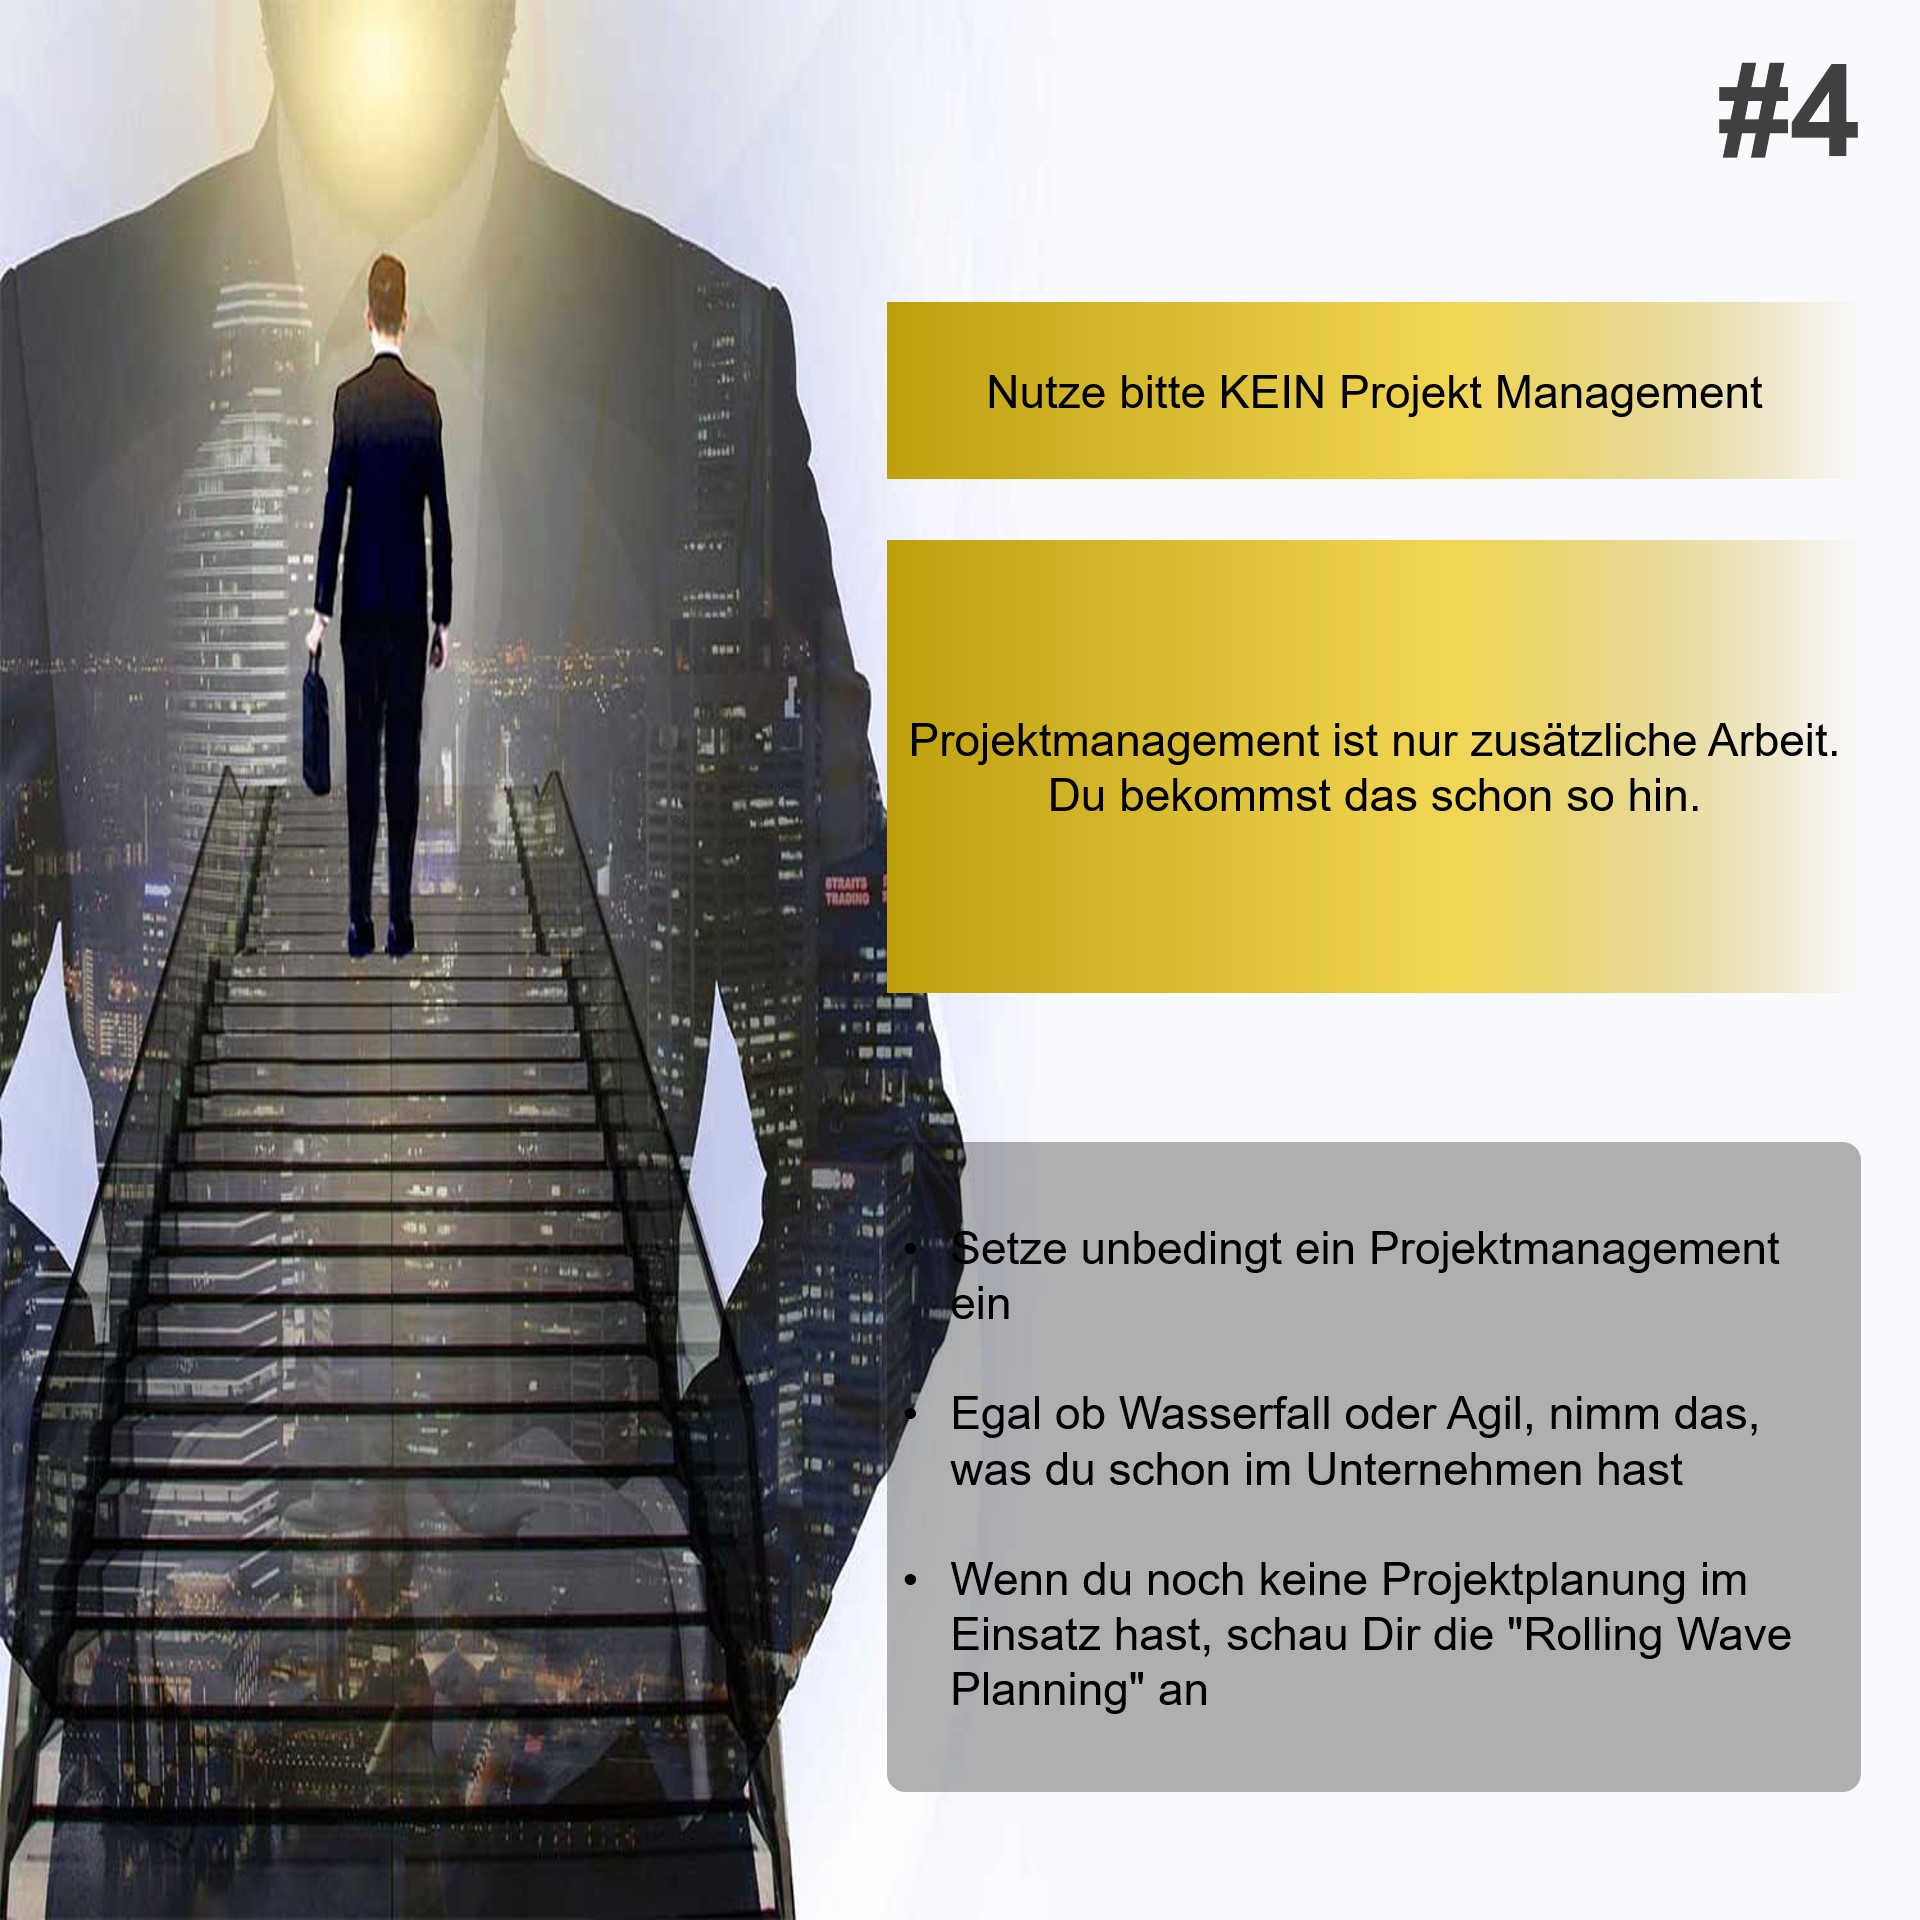 #4
Nutze bitte KEIN Projekt Management
Projektmanagement ist nur zusätzliche Arbeit.
Du bekommst das schon so hin.
STRAITS
TRADING
• Setze unbedingt ein Projektmanagement
ein
• Egal ob Wasserfall oder Agil, nimm das,
was du schon im Unternehmen hast
• Wenn du noch keine Projektplanung im
Einsatz hast, schau Dir die "Rolling Wave
Planning" an